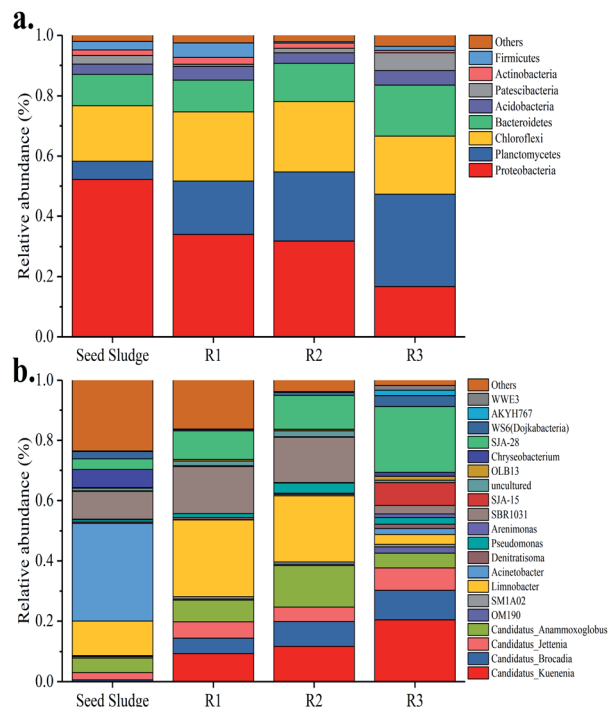 a.
Relative abundance (%)
1.0
0.8
0.6
0.4
0.2
0.0
Seed Sludge R1 R2 R3
Others
Firmicutes
Actinobacteria
Patescibacteria
Acidobacteria
Bacteroidetes
Chloroflexi
Planctomycetes
Proteobacteria
b.
Relative abundance (%)
1.0
0.8
0.6
0.4
0.2
0.0
Seed Sludge R1 R2 R3
Others
WWE3
AKYH767
WS6(Dojkabacteria)
SJA-28
Chryseobacterium
OLB13
uncultured
SJA-15
SBR1031
Arenimonas
Pseudomonas
Denitratisoma
Acinetobacter
Limnobacter
SM1A02
OM190
Candidatus_Anammoxoglobus
Candidatus_Jettenia
Candidatus_Brocadia
Candidatus_Kuenenia